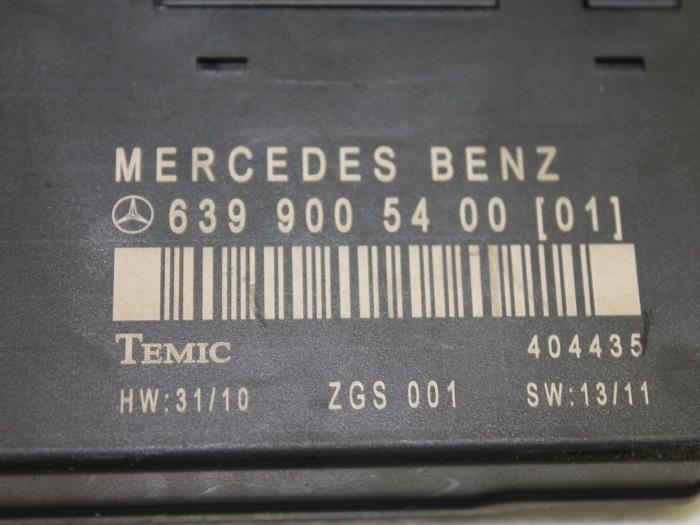 MERCEDES BENZ
639 900 54 00 [01]
TEMIC 404435
HW:31/10 ZGS 001 SW:13/11